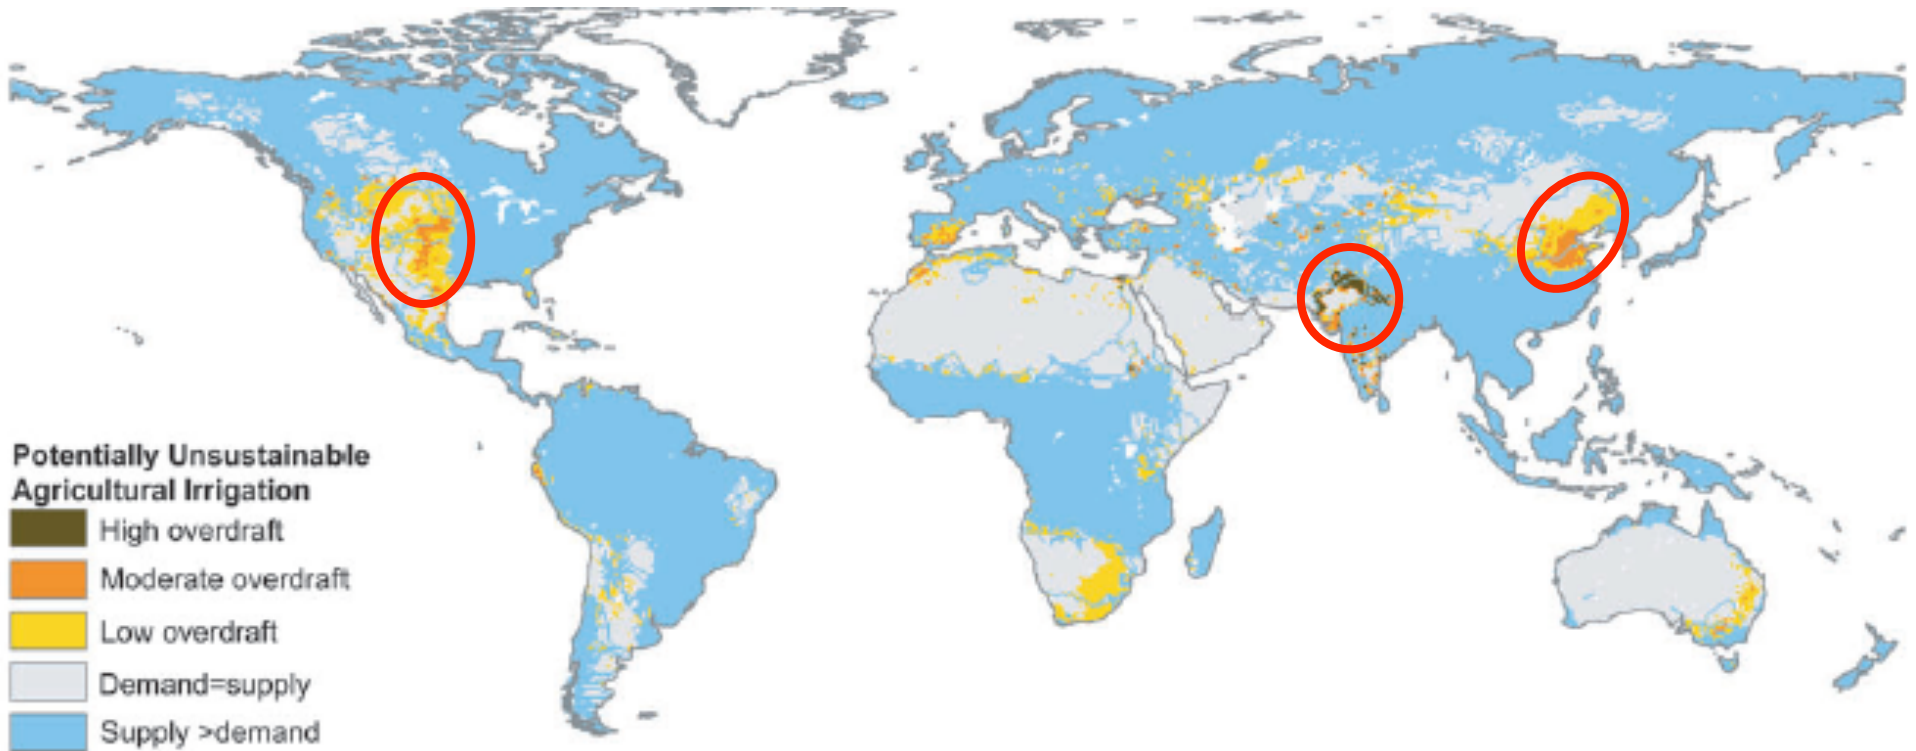 Potentially Unsustainable
Agricultural Irrigation
High overdraft
Moderate overdraft
Low overdraft
Demand=supply
Supply >demand